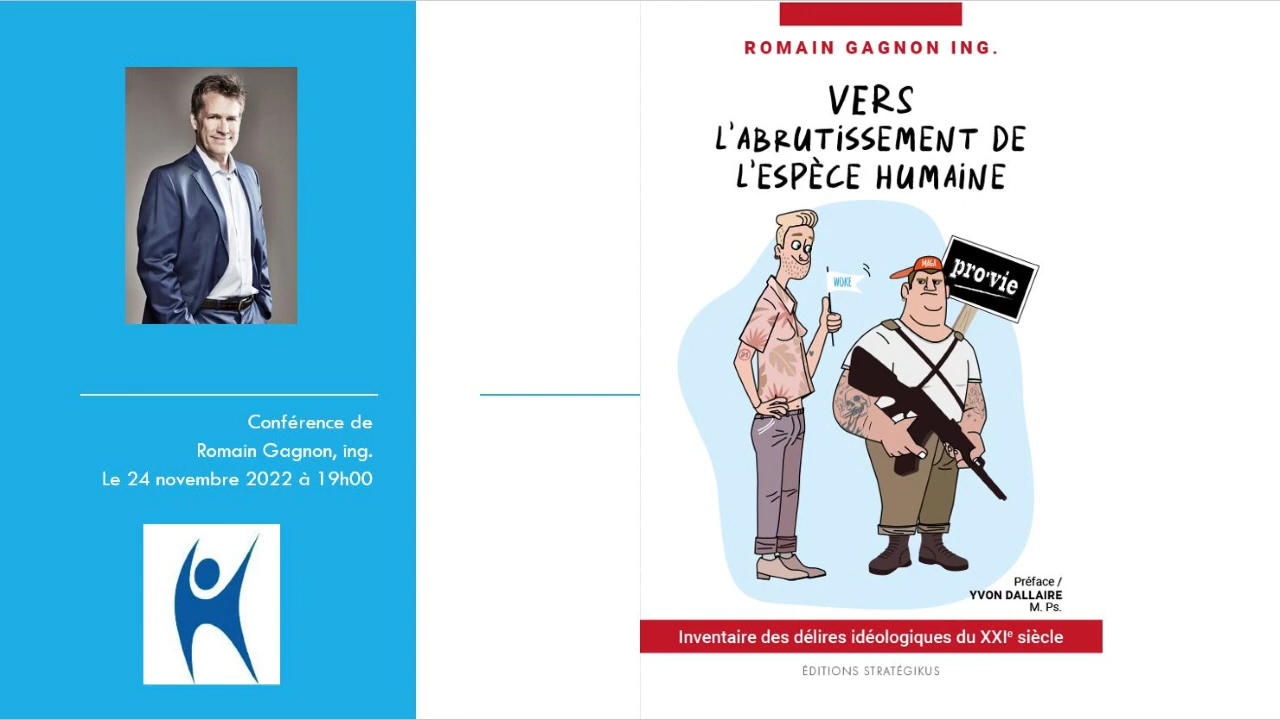 Conférence de
Romain Gagnon, ing.
Le 24 novembre 2022 à 19h00
ROMAIN GAGNON ING.
VERS
L'ABRUTISSEMENT DE
L'ESPÈCE HUMAINE
WOKE
MAGA
pro•vie
Préface /
YVON DALLAIRE
M. Ps.
Inventaire des délires idéologiques du XXIe siècle
ÉDITIONS STRATÉGIKUS